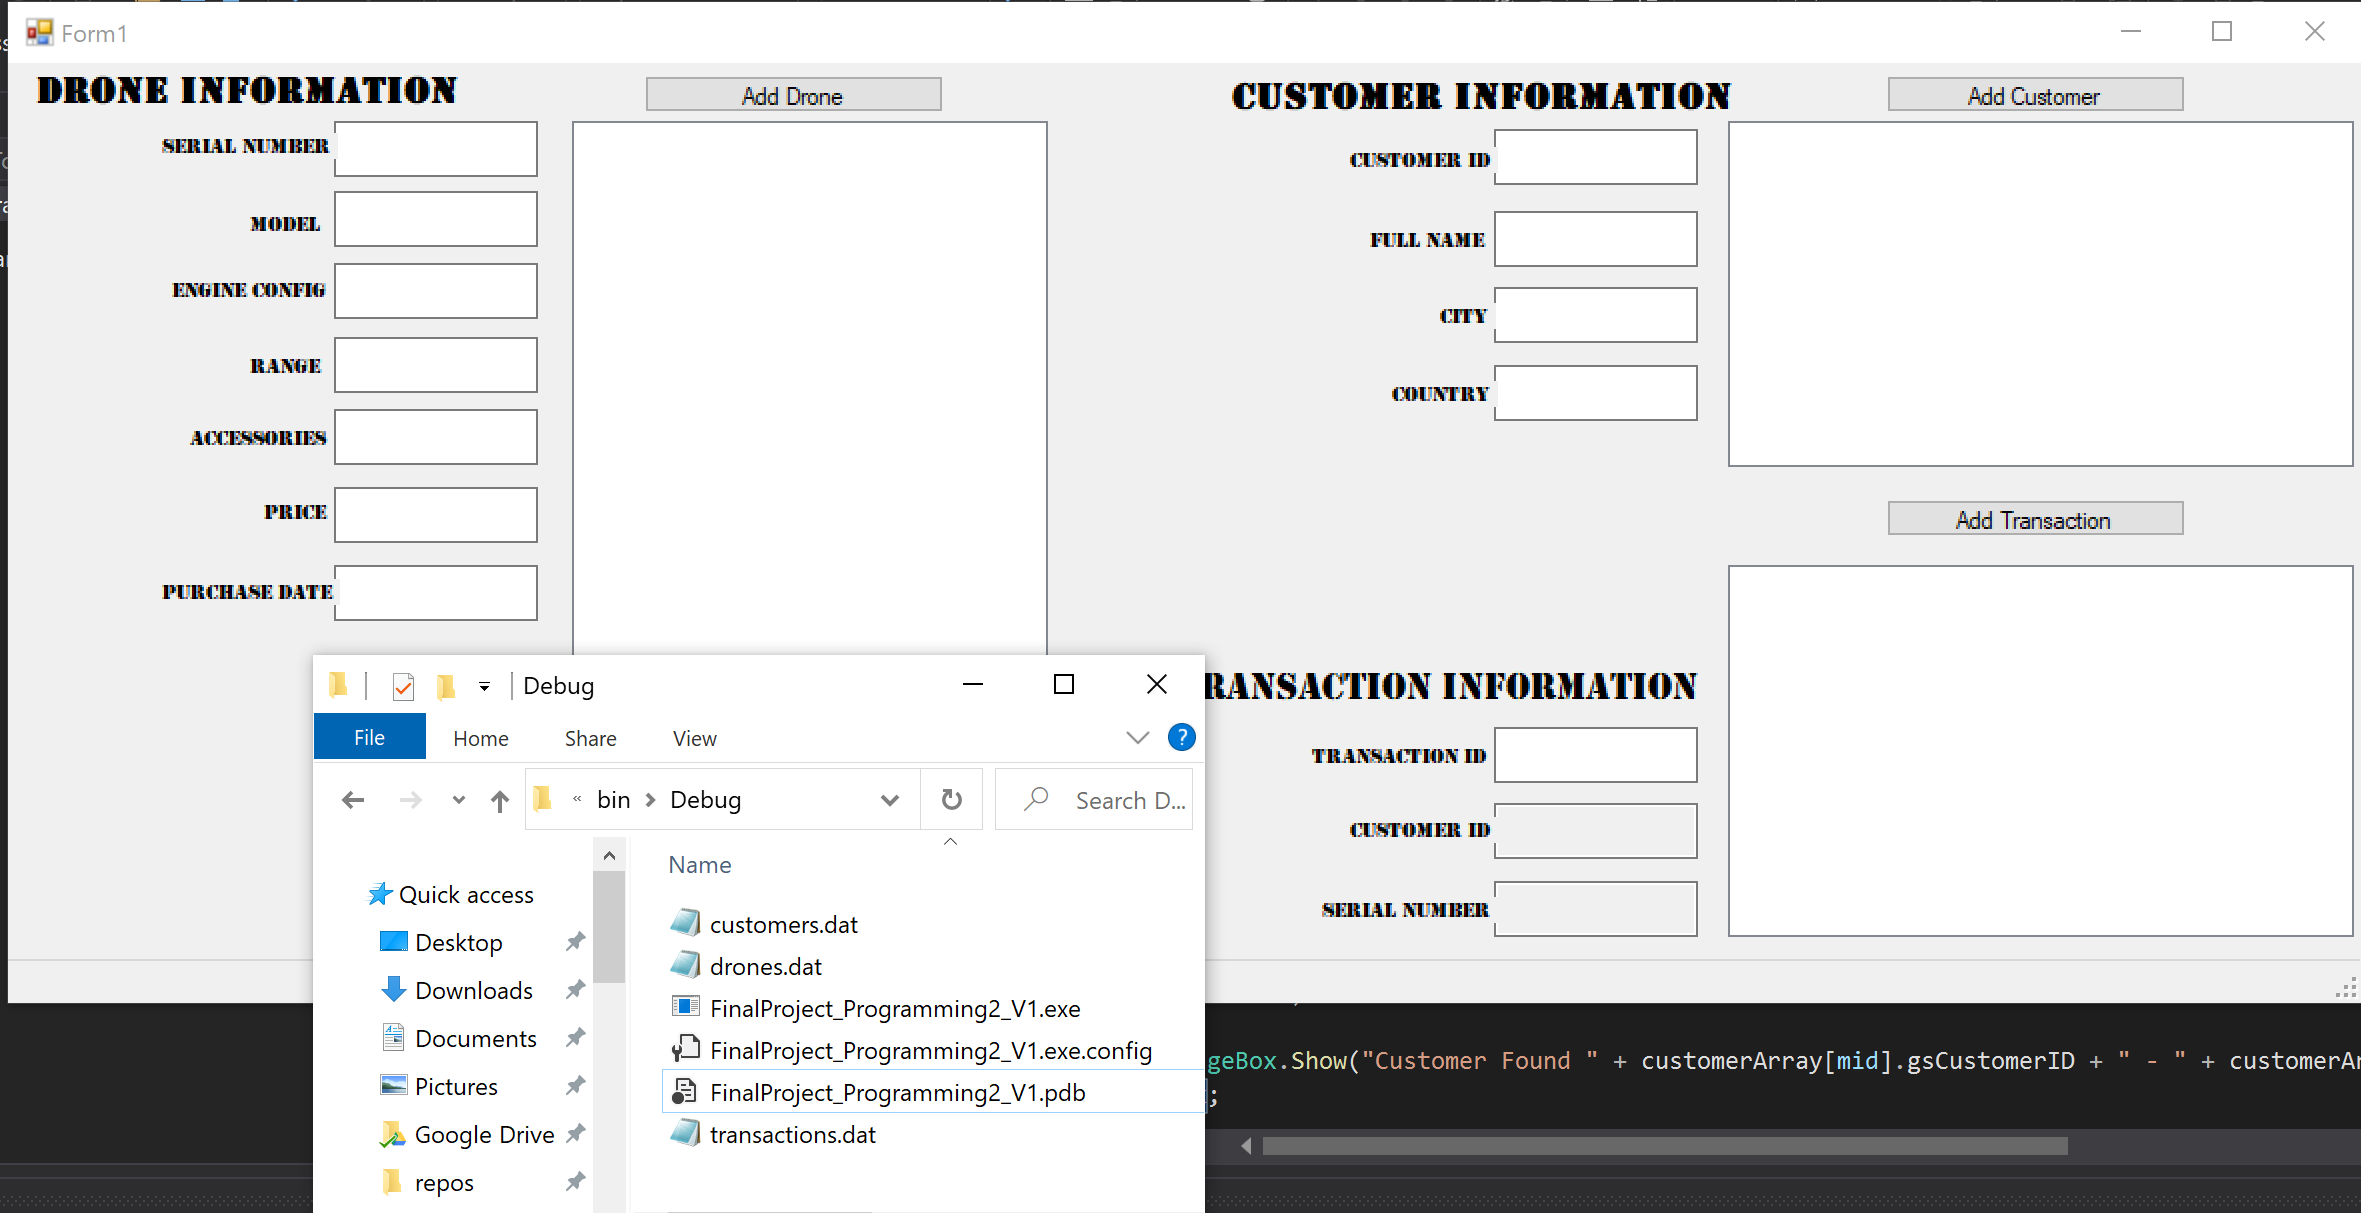 Form1
DRONE INFORMATION
Add Drone
SERIAL NUMBER
MODEL
ENGINE CONFIG
RANGE
ACCESSORIES
PRICE
PURCHASE DATE
CUSTOMER INFORMATION
Add Customer
CUSTOMER ID
FULL NAME
CITY
COUNTRY
Add Transaction
RANSACTION INFORMATION
TRANSACTION ID
CUSTOMER ID
SERIAL NUMBER
Debug
File Home Share View ?
« bin > Debug
Search D...
Name
Quick access
Desktop
Downloads
Documents
Pictures
Google Drive
repos
customers.dat
drones.dat
FinalProject_Programming2_V1.exe
FinalProject_Programming2_V1.exe.config
FinalProject_Programming2_V1.pdb
transactions.dat
geBox.Show("Customer Found " + customerArray[mid].gsCustomerID + " - " + customerAr
;